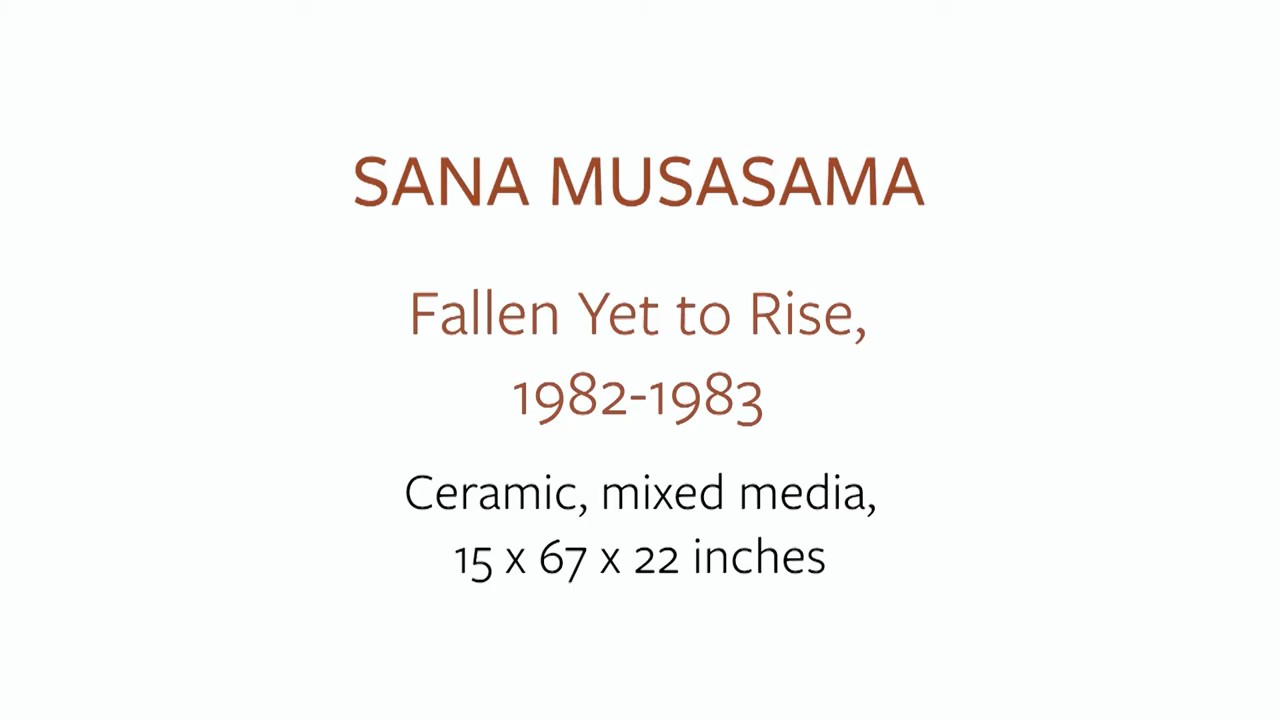 SANA MUSASAMA
Fallen Yet to Rise,
1982-1983
Ceramic, mixed media,
15 x 67 x 22 inches